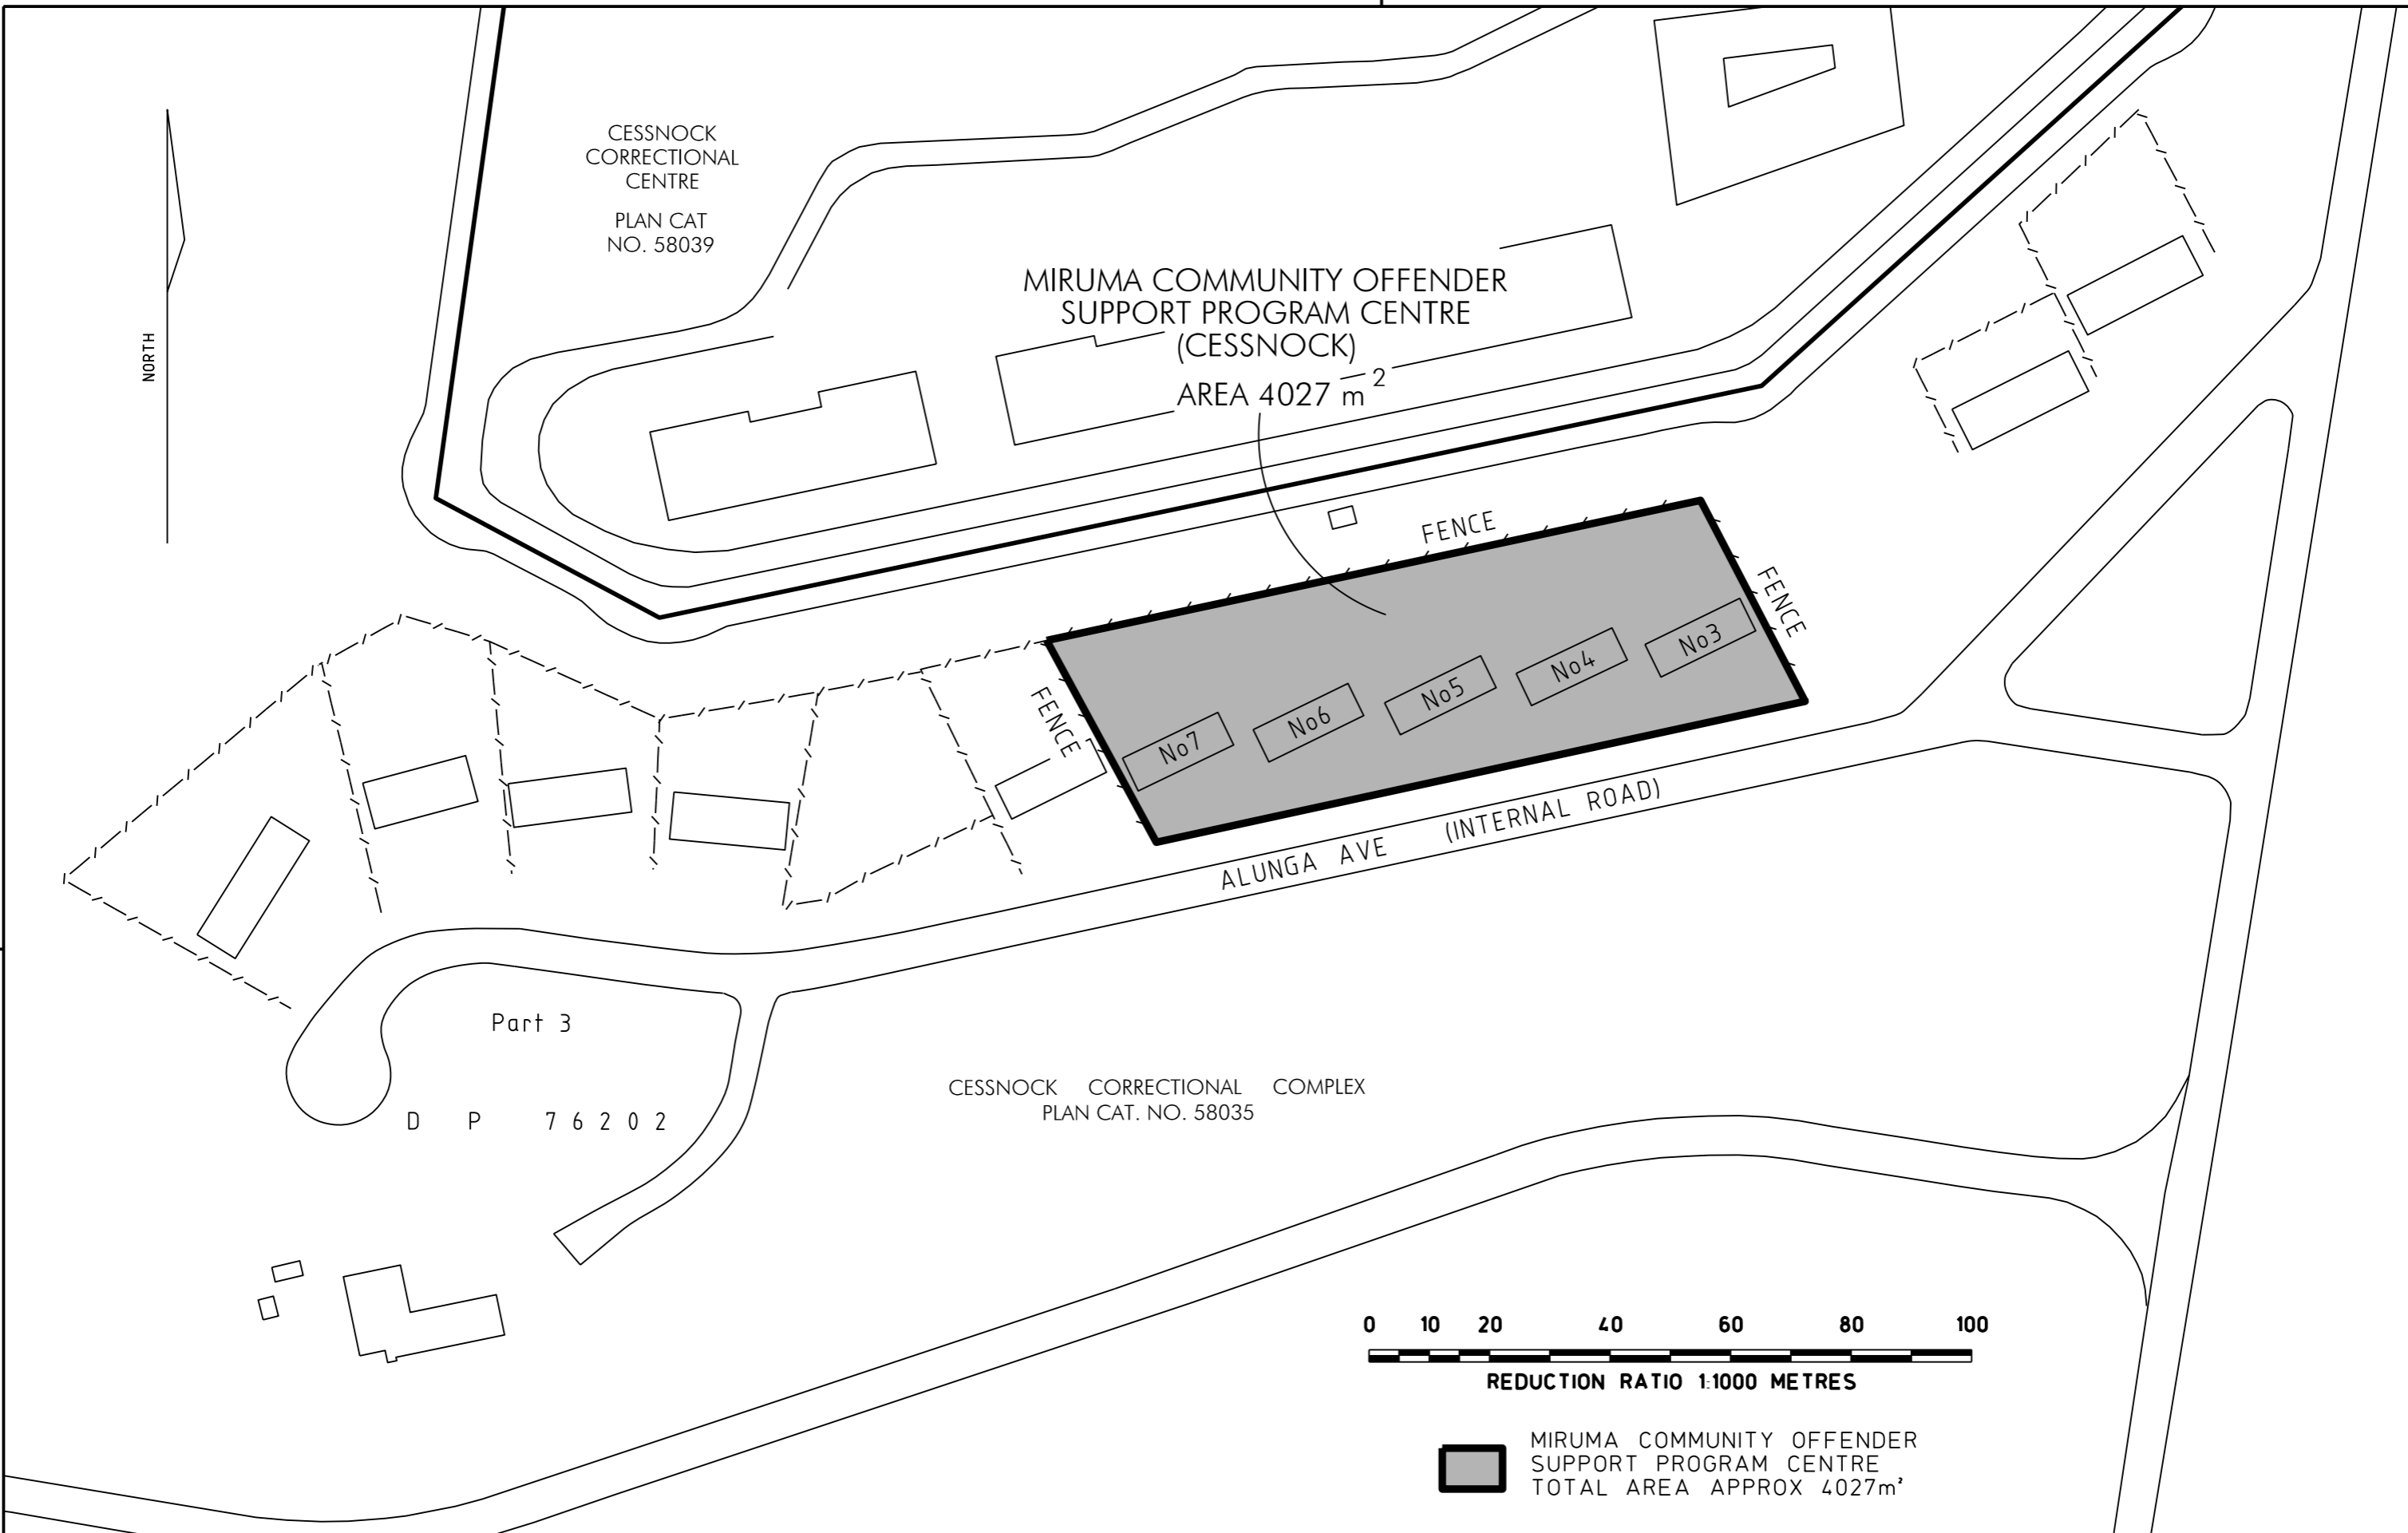 CESSNOCK
CORRECTIONAL
CENTRE
PLAN CAT
NO. 58039
NORTH
MIRUMA COMMUNITY OFFENDER
SUPPORT PROGRAM CENTRE
(CESSNOCK)
AREA 4027 m²
FENCE
FENCE
FENCE
No3
No4
No5
No6
No7
ALUNGA AVE (INTERNAL ROAD)
Part 3
D P 76202
CESSNOCK CORRECTIONAL COMPLEX
PLAN CAT. NO. 58035
0 10 20 40 60 80 100
REDUCTION RATIO 1:1000 METRES
MIRUMA COMMUNITY OFFENDER
SUPPORT PROGRAM CENTRE
TOTAL AREA APPROX 4027m²